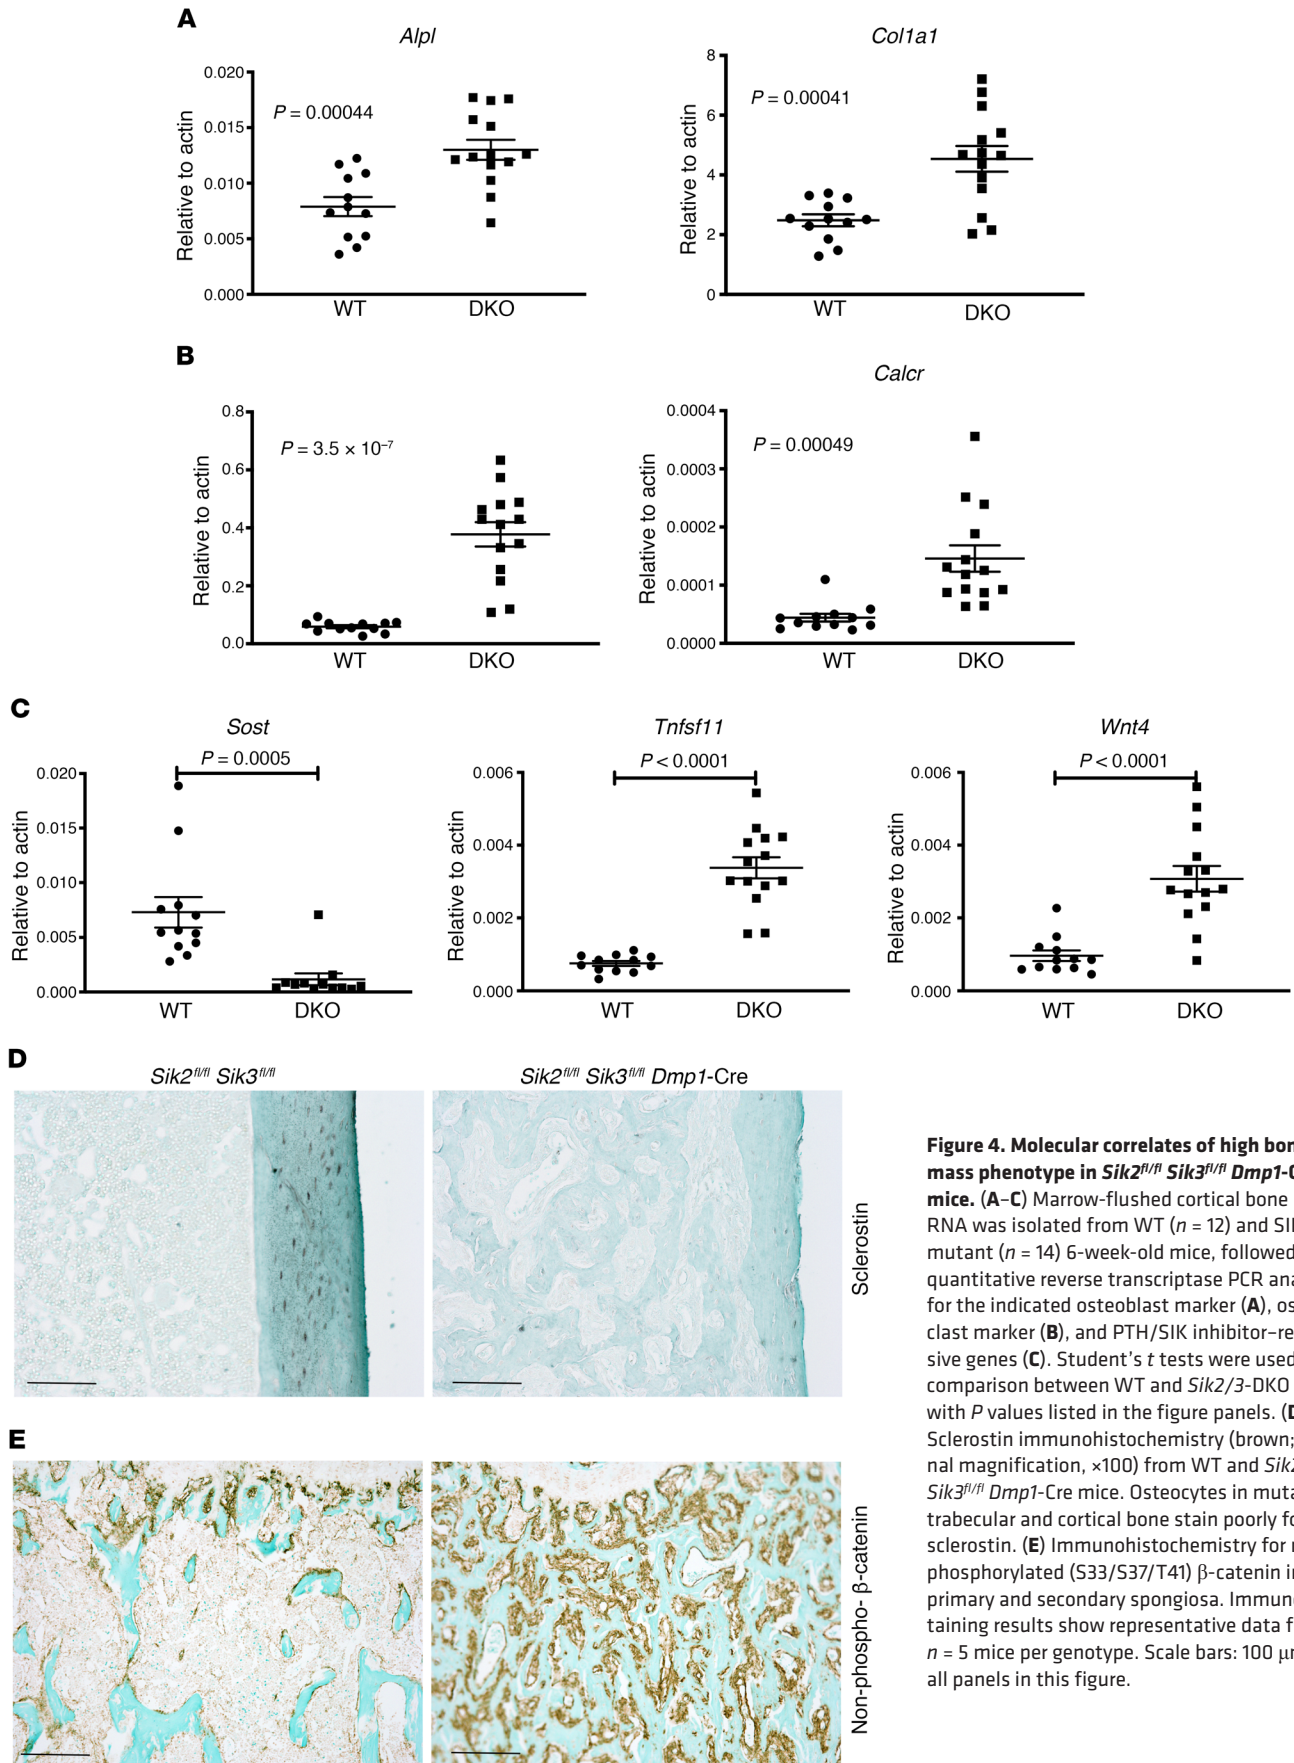 A
Alpl
Col1a1
Relative to actin
0.020
0.015
0.010
0.005
0.000
P = 0.00044
WT
DKO
Relative to actin
8
6
4
2
0
P = 0.00041
WT
DKO
B
Calcr
Relative to actin
0.8
0.6
0.4
0.2
0.0
P = 3.5 × 10⁻⁷
WT
DKO
Relative to actin
0.0004
0.0003
0.0002
0.0001
0.0000
P = 0.00049
WT
DKO
C
Sost
Tnfsf11
Wnt4
P = 0.0005
Relative to actin
0.020
0.015
0.010
0.005
0.000
WT
DKO
P < 0.0001
Relative to actin
0.006
0.004
0.002
0.000
WT
DKO
P < 0.0001
Relative to actin
0.006
0.004
0.002
0.000
WT
DKO
D
Sik2fl/fl Sik3fl/fl
Sik2fl/fl Sik3fl/fl Dmp1-Cre
Sclerostin
E
Non-phospho- β-catenin
Figure 4. Molecular correlates of high bon
mass phenotype in Sik2fl/fl Sik3fl/fl Dmp1-C
mice. (A–C) Marrow-flushed cortical bone
RNA was isolated from WT (n = 12) and SI
mutant (n = 14) 6-week-old mice, followed
quantitative reverse transcriptase PCR ana
for the indicated osteoblast marker (A), os
clast marker (B), and PTH/SIK inhibitor–re
sive genes (C). Student's t tests were used
comparison between WT and Sik2/3-DKO
with P values listed in the figure panels. (D
Sclerostin immunohistochemistry (brown;
nal magnification, ×100) from WT and Sik2
Sik3fl/fl Dmp1-Cre mice. Osteocytes in muta
trabecular and cortical bone stain poorly fo
sclerostin. (E) Immunohistochemistry for
phosphorylated (S33/S37/T41) β-catenin i
primary and secondary spongiosa. Immuno
taining results show representative data f
n = 5 mice per genotype. Scale bars: 100 μ
all panels in this figure.